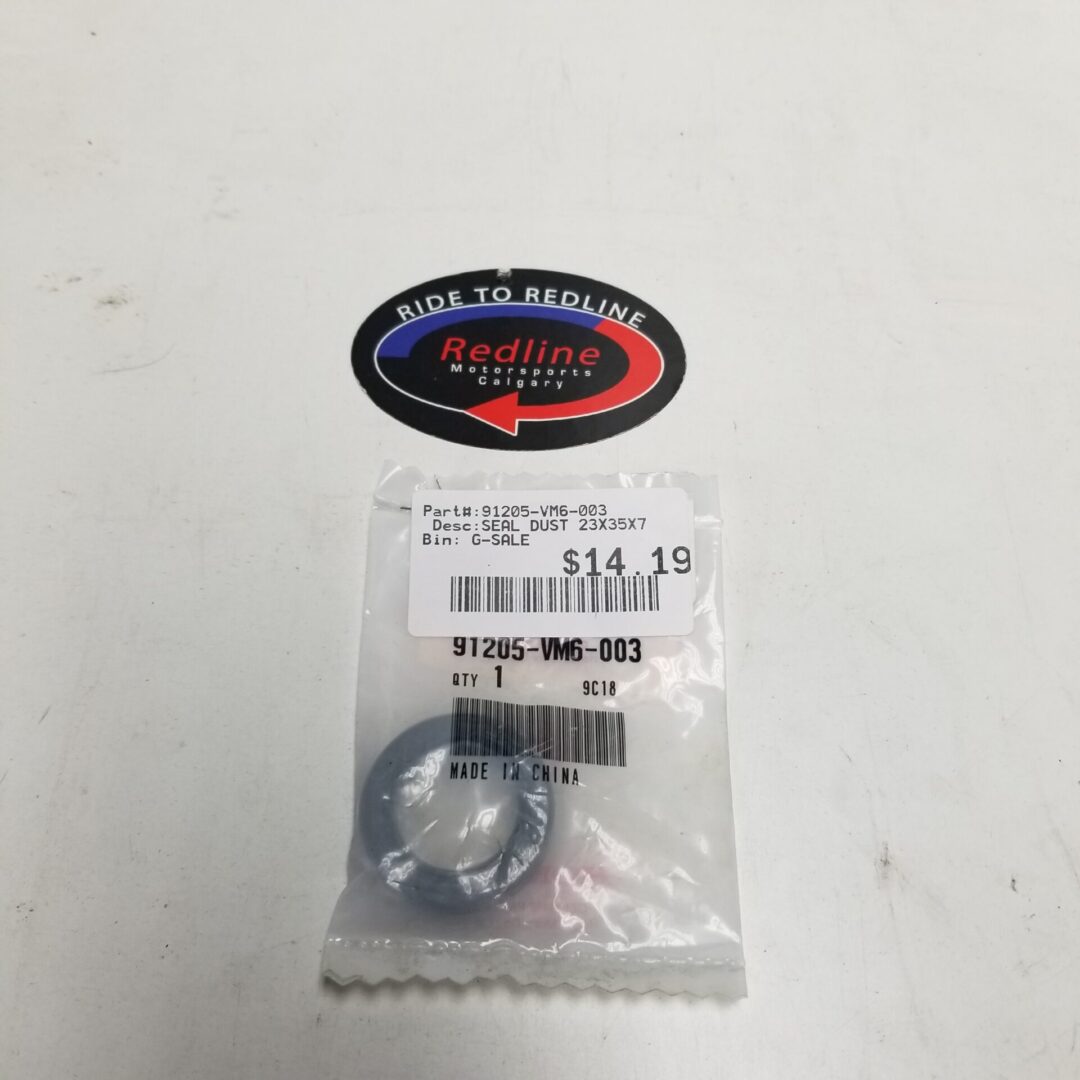 RIDE TO REDLINE
Redline
Motorsports
Calgary
Part#:91205-VM6-003
Desc:SEAL DUST 23X35X7
Bin: G-SALE
$14.19
91205-VM6-003
QTY 1 9C18
MADE IN CHINA